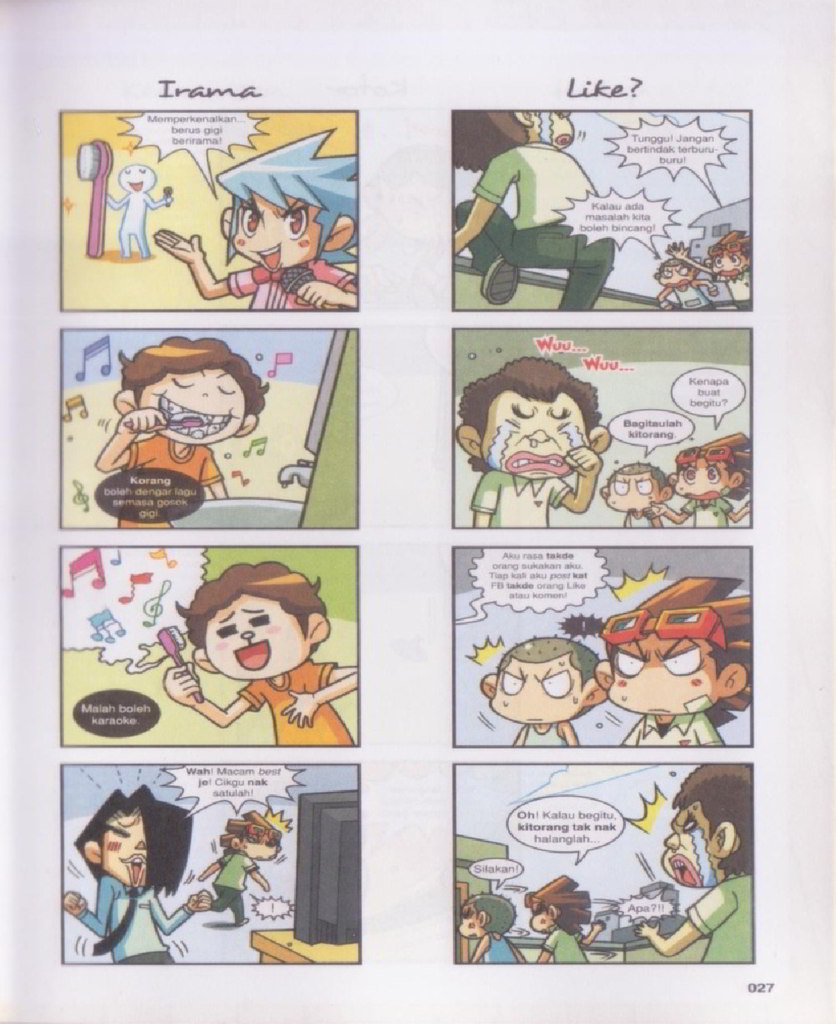 Irama
Memperkenalkan...
berus gigi
berirama!
Korang
boleh dengar lagu
semasa gosok
gigi.
Malah boleh
karaoke.
Wah! Macam best
je! Cikgu nak
satulah!
!
Like?
Tunggu! Jangan
bertindak terburu-
buru!
Kalau ada
masalah kita
boleh bincang!
Wuu...
Wuu...
Kenapa
buat
begitu?
Bagitaulah
kitorang.
Aku rasa takde
orang sukakan aku.
Tiap kali aku post kat
FB takde orang Like
atau komen!
Oh! Kalau begitu,
kitorang tak nak
halanglah...
Silakan!
Apa?!!
027